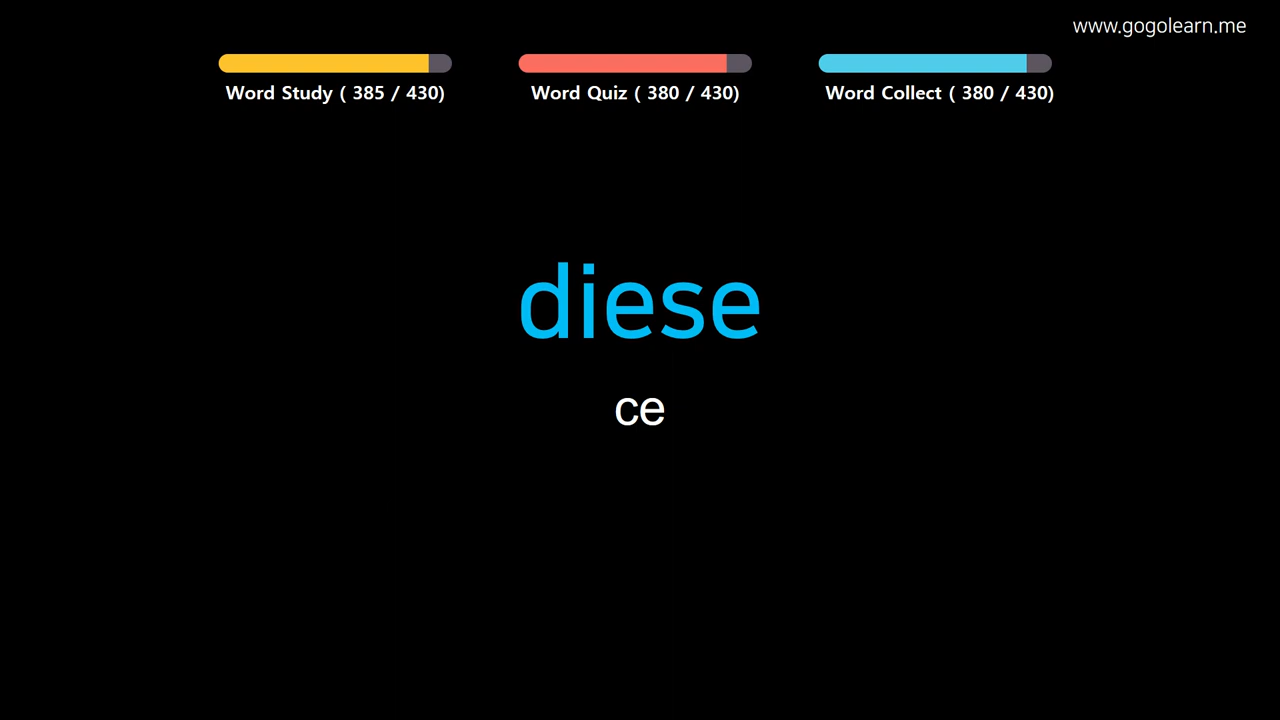 www.gogolearn.me
Word Study ( 385 / 430)
Word Quiz ( 380 / 430)
Word Collect ( 380 / 430)
diese
ce